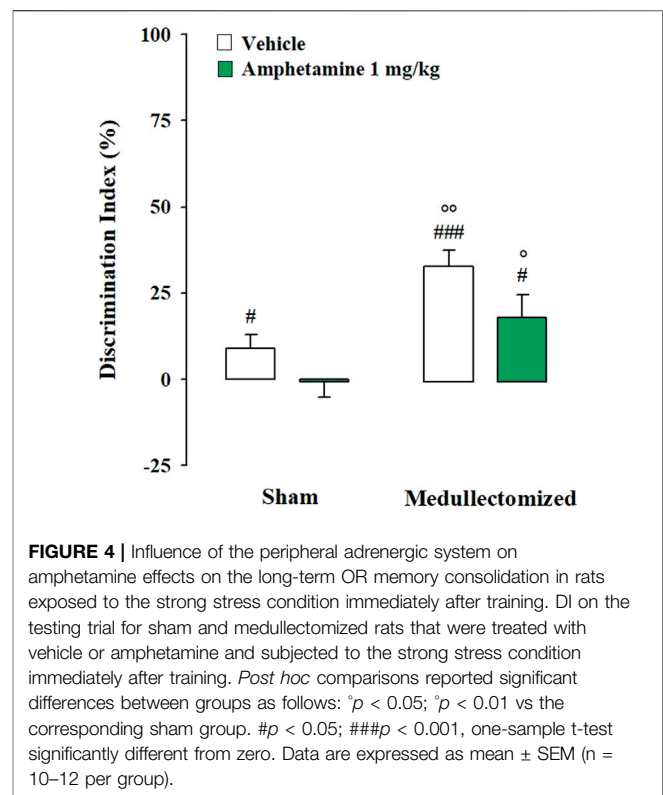 100
75
50
25
0
-25
Discrimination Index (%)
Vehicle
Amphetamine 1 mg/kg
#
°°
###
°
#
Sham
Medullectomized
FIGURE 4 | Influence of the peripheral adrenergic system on
amphetamine effects on the long-term OR memory consolidation in rats
exposed to the strong stress condition immediately after training. DI on the
testing trial for sham and medullectomized rats that were treated with
vehicle or amphetamine and subjected to the strong stress condition
immediately after training. Post hoc comparisons reported significant
differences between groups as follows: °p < 0.05; °p < 0.01 vs the
corresponding sham group. #p < 0.05; ###p < 0.001, one-sample t-test
significantly different from zero. Data are expressed as mean ± SEM (n =
10–12 per group).